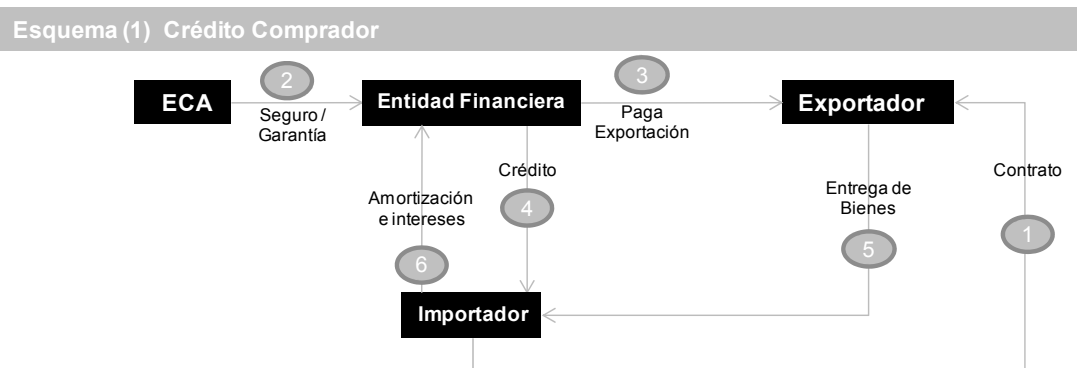 Esquema (1) Crédito Comprador
2
3
ECA
Entidad Financiera
Exportador
Seguro /
Garantía
Paga
Exportación
Crédito
Contrato
Amortización
e intereses
Entrega de
Bienes
4
1
5
6
Importador